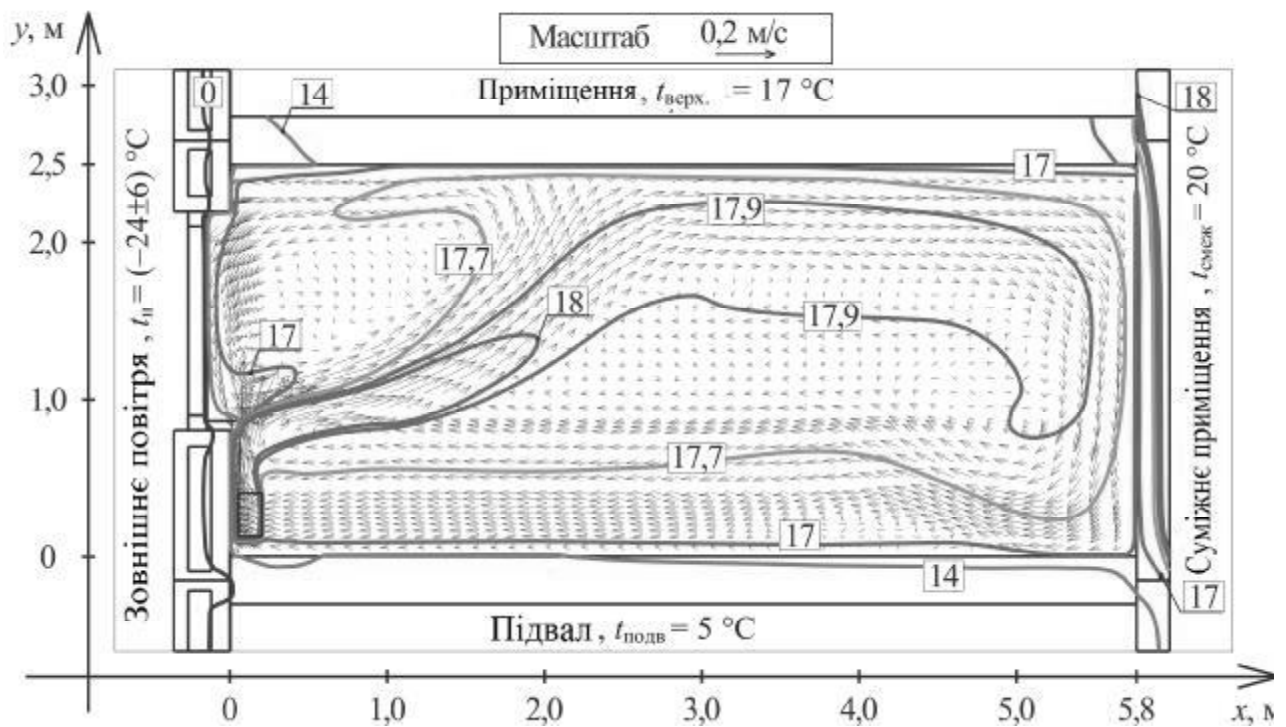 y, м
Масштаб 0,2 м/с
3,0
0
14
Приміщення, tверх. = 17 °C
18
2,5
17
17,9
2,0
17,7
18
17,9
17
1,0
17,7
17
0
14
17
Підвал, tподв = 5 °C
Зовнішнє повітря, tн = (−24±6) °C
Суміжнє приміщення, tсмеж = 20 °C
0 1,0 2,0 3,0 4,0 5,0 5,8 x, м